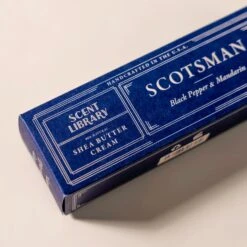 HANDCRAFTED IN THE U.S.A.
SCENT
LIBRARY
SHEA BUTTER
CREAM
SCOTSMAN
Black Pepper & Mandarin